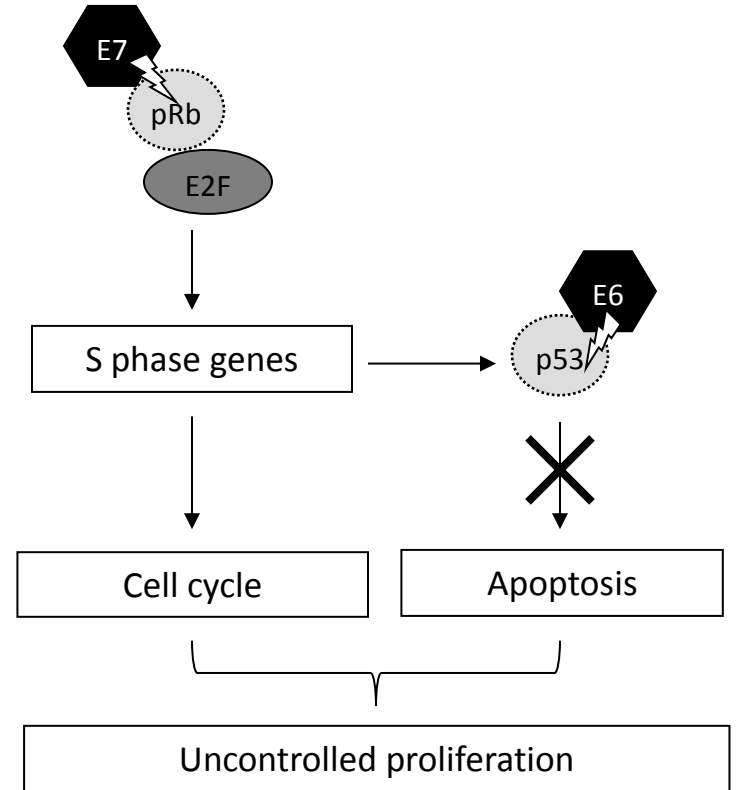 E7
pRb
E2F
S phase genes
E6
p53
Cell cycle
Apoptosis
Uncontrolled proliferation